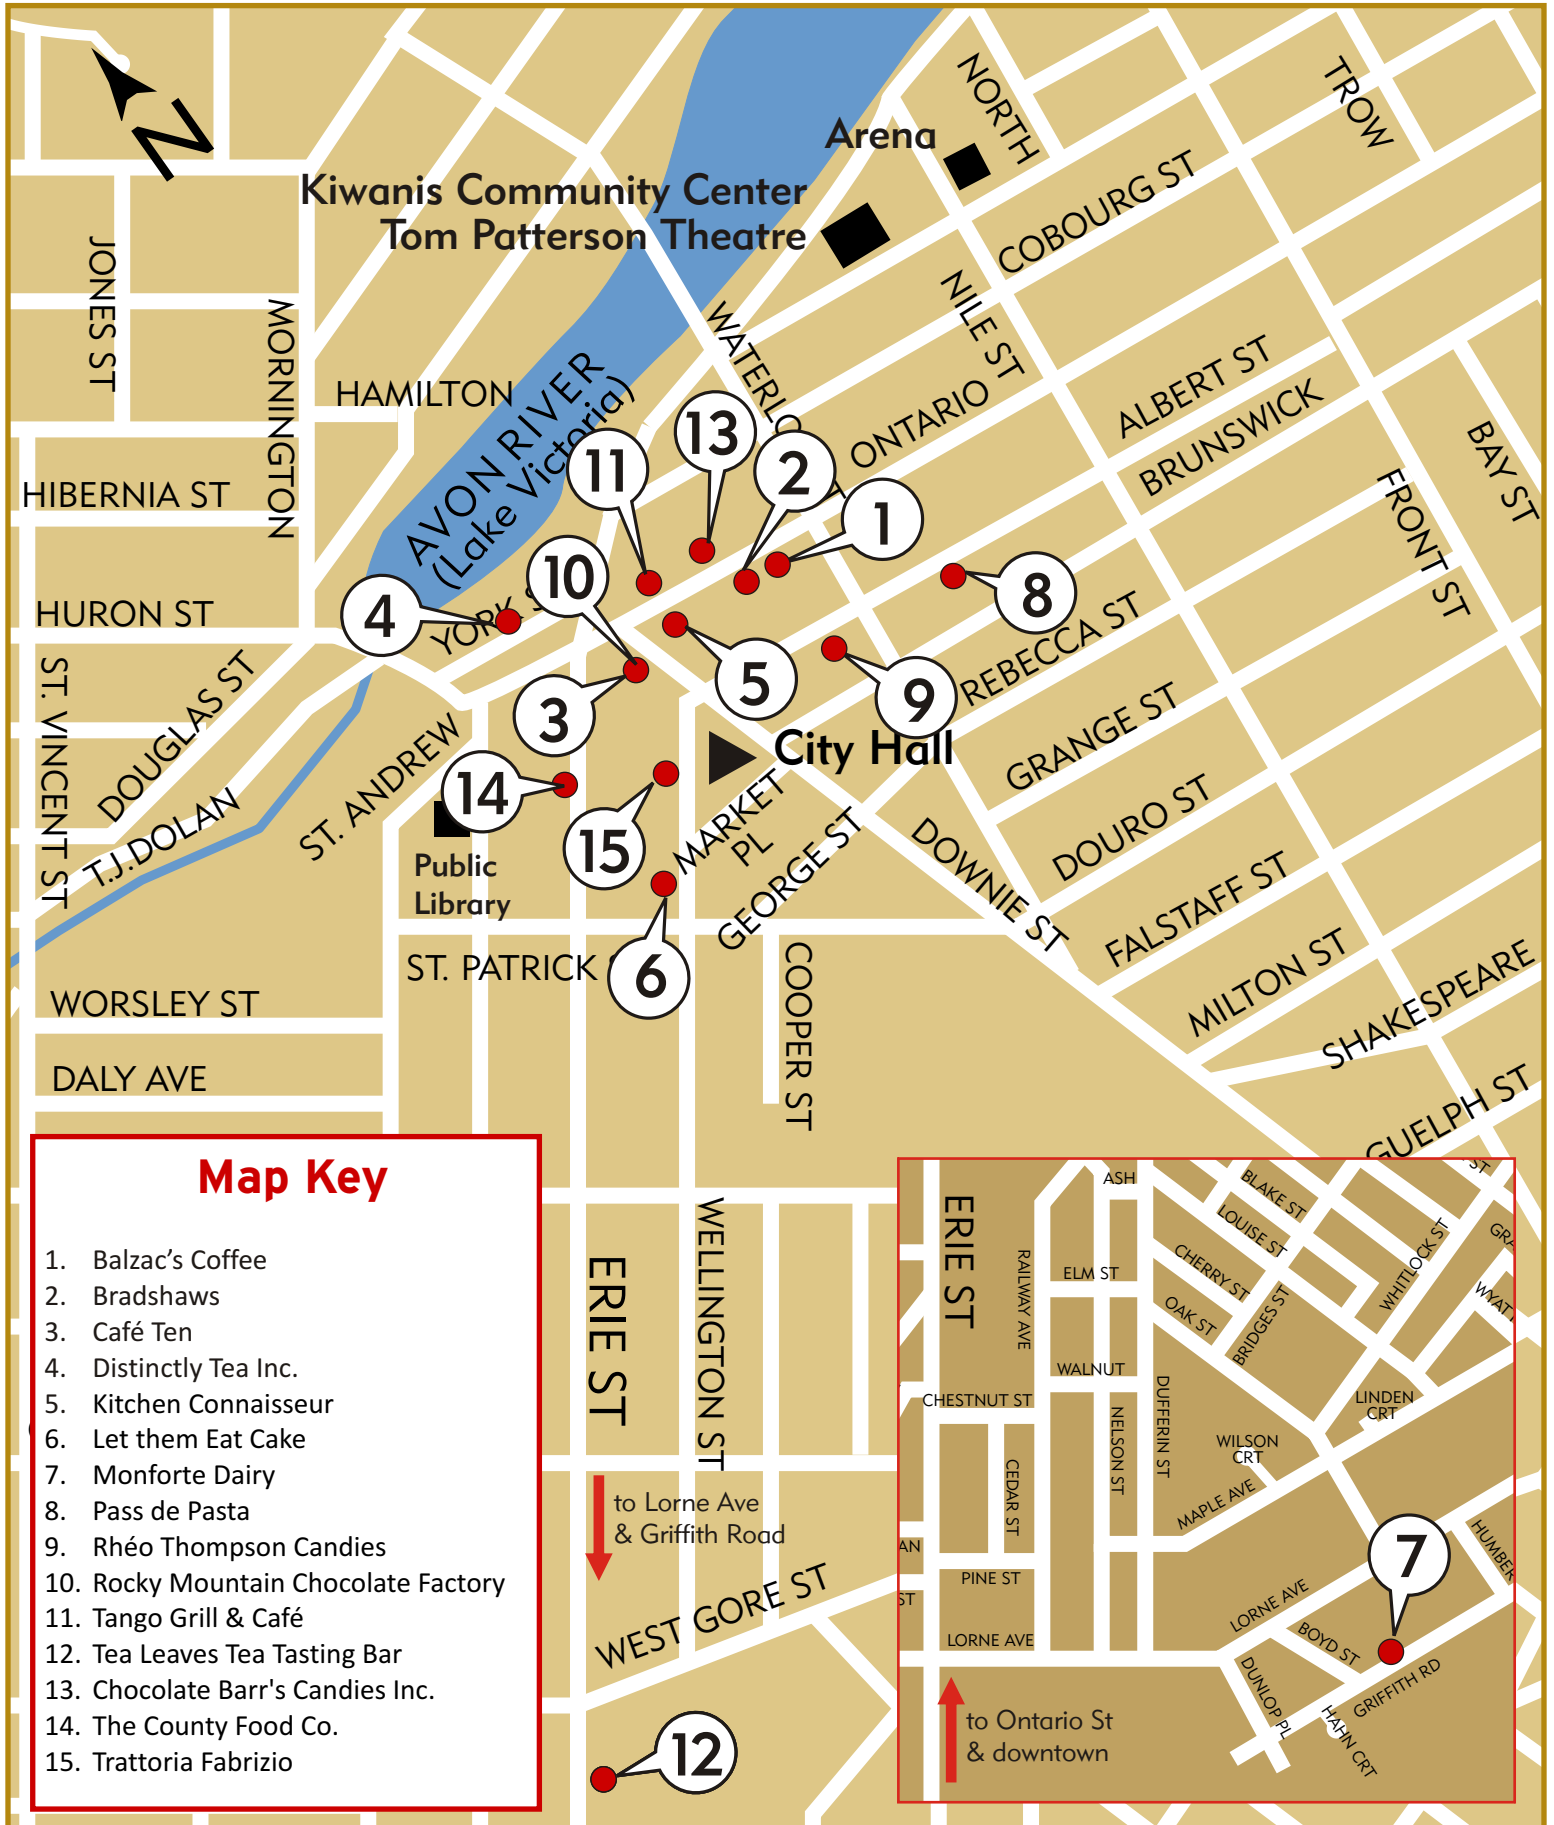 N
NORTH
TROW
Arena
Kiwanis Community Center
Tom Patterson Theatre
COBOURG ST
JONES ST
MORNINGTON
HAMILTON
AVON RIVER
(Lake Victoria)
NILE ST
ONTARIO
ALBERT ST
BRUNSWICK
BAY ST
FRONT ST
11
13
2
1
10
4
8
HIBERNIA ST
HURON ST
ST. VINCENT ST
DOUGLAS ST
T.J. DOLAN
ST. ANDREW
3
5
9
REBECCA ST
GRANGE ST
City Hall
14
15
Public
Library
MARKET
PL
GEORGE ST
DOWNIE ST
DOURO ST
FALSTAFF ST
MILTON ST
SHAKESPEARE
GUELPH ST
ST. PATRICK
6
COOPER ST
WORSLEY ST
DALY AVE
Map Key
1. Balzac’s Coffee
2. Bradshaws
3. Café Ten
4. Distinctly Tea Inc.
5. Kitchen Connaisseur
6. Let them Eat Cake
7. Monforte Dairy
8. Pass de Pasta
9. Rhéo Thompson Candies
10. Rocky Mountain Chocolate Factory
11. Tango Grill & Café
12. Tea Leaves Tea Tasting Bar
13. Chocolate Barr's Candies Inc.
14. The County Food Co.
15. Trattoria Fabrizio
ERIE ST
WELLINGTON ST
to Lorne Ave
& Griffith Road
WEST GORE ST
12
ASH
ERIE ST
RAILWAY AVE
ELM ST
WALNUT
CHESTNUT ST
CEDAR ST
NELSON ST
DUFFERIN ST
BLAKE ST
LOUISE ST
CHERRY ST
OAK ST
BRIDGES ST
WHITLOCK ST
ST
LINDEN
CRT
WILSON
CRT
MAPLE AVE
HUMBER
7
PINE ST
ST
LORNE AVE
LORNE AVE
BOYD ST
DUNLOP PL
HAHN CRT
GRIFFITH RD
to Ontario St
& downtown